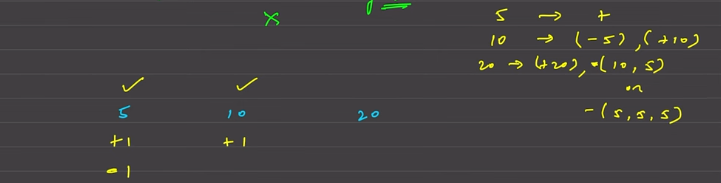 x
5 → +
10 → (-5), (+10)
20 → (+20), -(10, 5)
or
-(5, 5, 5)
✓ ✓
5 10 20
+1 +1
-1